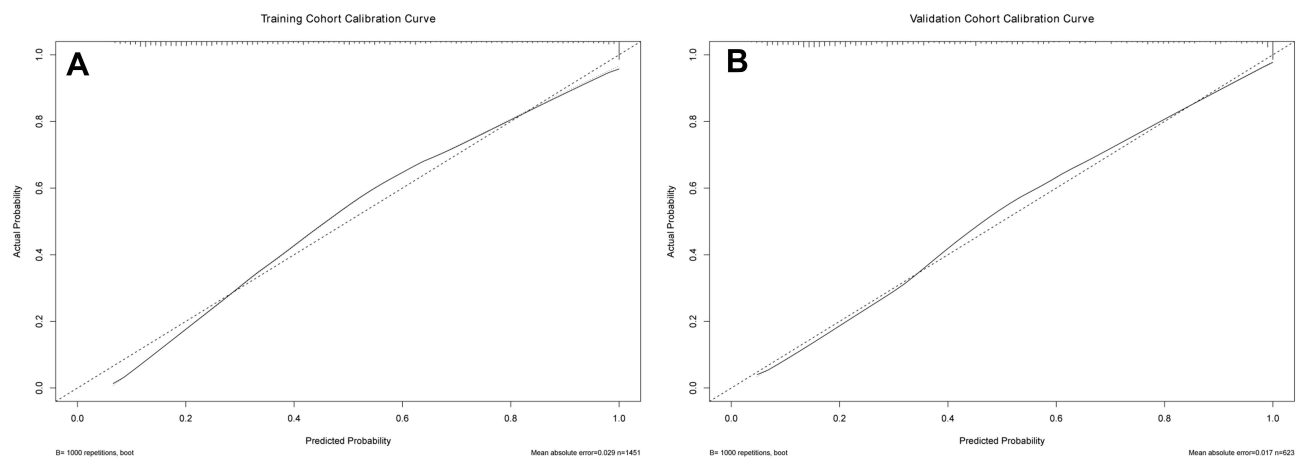 Training Cohort Calibration Curve
A
1.0
0.8
0.6
0.4
0.2
0.0
Actual Probability
0.0 0.2 0.4 0.6 0.8 1.0
Predicted Probability
B= 1000 repetitions, boot
Mean absolute error=0.029 n=1451
Validation Cohort Calibration Curve
B
1.0
0.8
0.6
0.4
0.2
0.0
Actual Probability
0.0 0.2 0.4 0.6 0.8 1.0
Predicted Probability
B= 1000 repetitions, boot
Mean absolute error=0.017 n=623